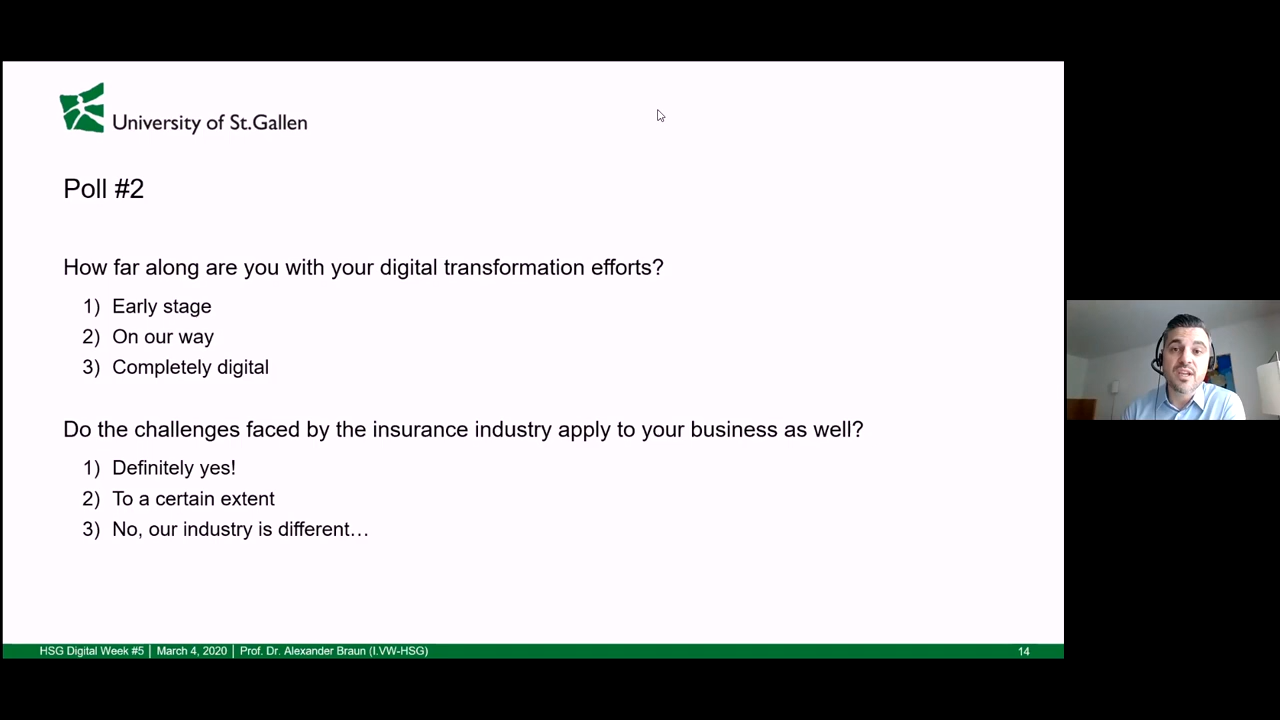 University of St.Gallen
Poll #2
How far along are you with your digital transformation efforts?
1) Early stage
2) On our way
3) Completely digital
Do the challenges faced by the insurance industry apply to your business as well?
1) Definitely yes!
2) To a certain extent
3) No, our industry is different…
HSG Digital Week #5 | March 4, 2020 | Prof. Dr. Alexander Braun (I.VW-HSG) 14